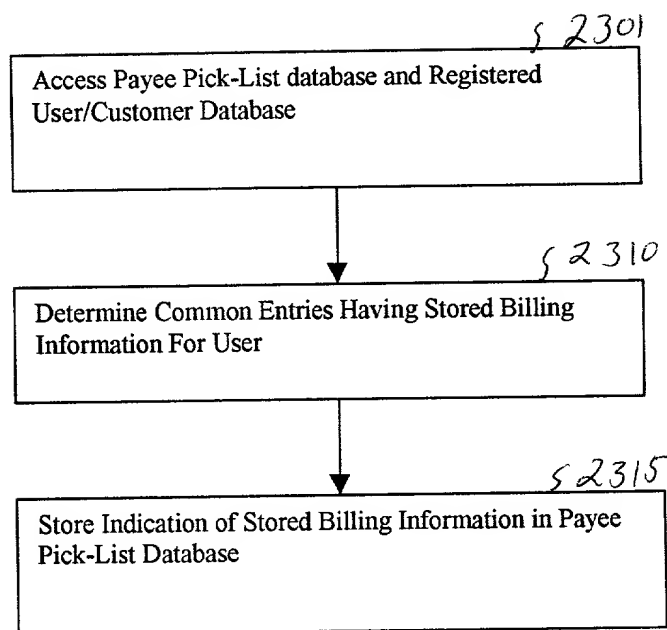 2301
Access Payee Pick-List database and Registered
User/Customer Database
2310
Determine Common Entries Having Stored Billing
Information For User
2315
Store Indication of Stored Billing Information in Payee
Pick-List Database